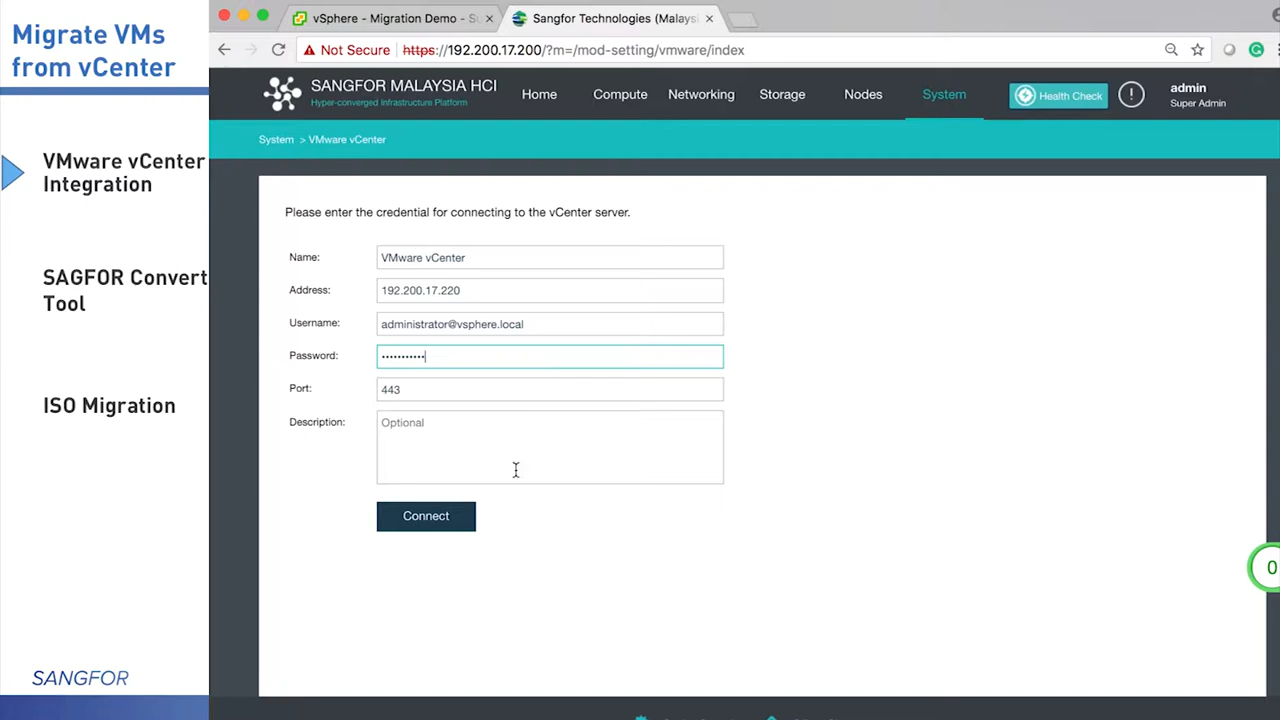 Migrate VMs
from vCenter
VMware vCenter
Integration
SAGFOR Convert
Tool
ISO Migration
SANGFOR
vSphere - Migration Demo - S
Sangfor Technologies (Malays
Not Secure
https://192.200.17.200/?m=/mod-setting/vmware/index
SANGFOR MALAYSIA HCI
Hyper-converged Infrastructure Platform
Home
Compute
Networking
Storage
Nodes
System
Health Check
admin
Super Admin
System > VMware vCenter
Please enter the credential for connecting to the vCenter server.
Name: VMware vCenter
Address: 192.200.17.220
Username: administrator@vsphere.local
Password: •••••••••••
Port: 443
Description: Optional
Connect
0